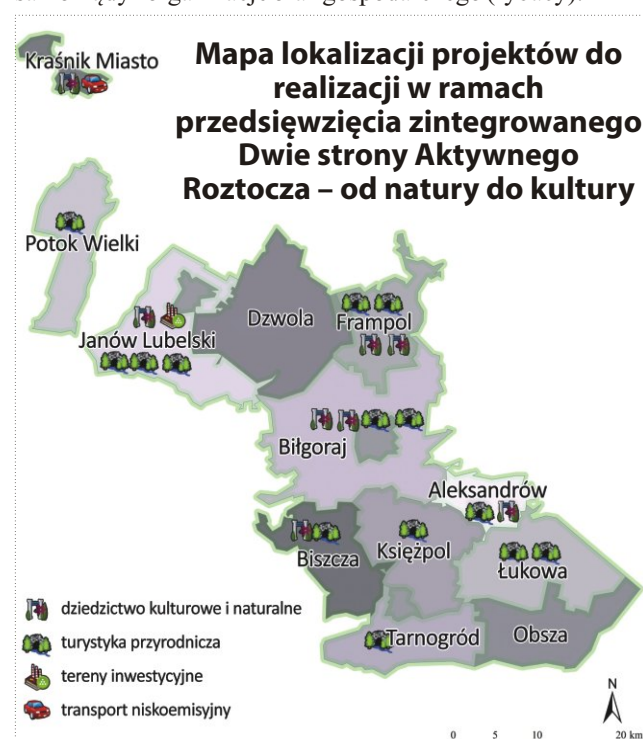 Mapa lokalizacji projektów do
realizacji w ramach
przedsięwzięcia zintegrowanego
Dwie strony Aktywnego
Roztocza – od natury do kultury
Kraśnik Miasto
Potok Wielki
Janów Lubelski
Dzwola
Frampol
Biłgoraj
Aleksandrów
Biszcza
Księżpol
Łukowa
Tarnogród
Obsza
dziedzictwo kulturowe i naturalne
turystyka przyrodnicza
tereny inwestycyjne
transport niskoemisyjny
N
0 5 10 20 km